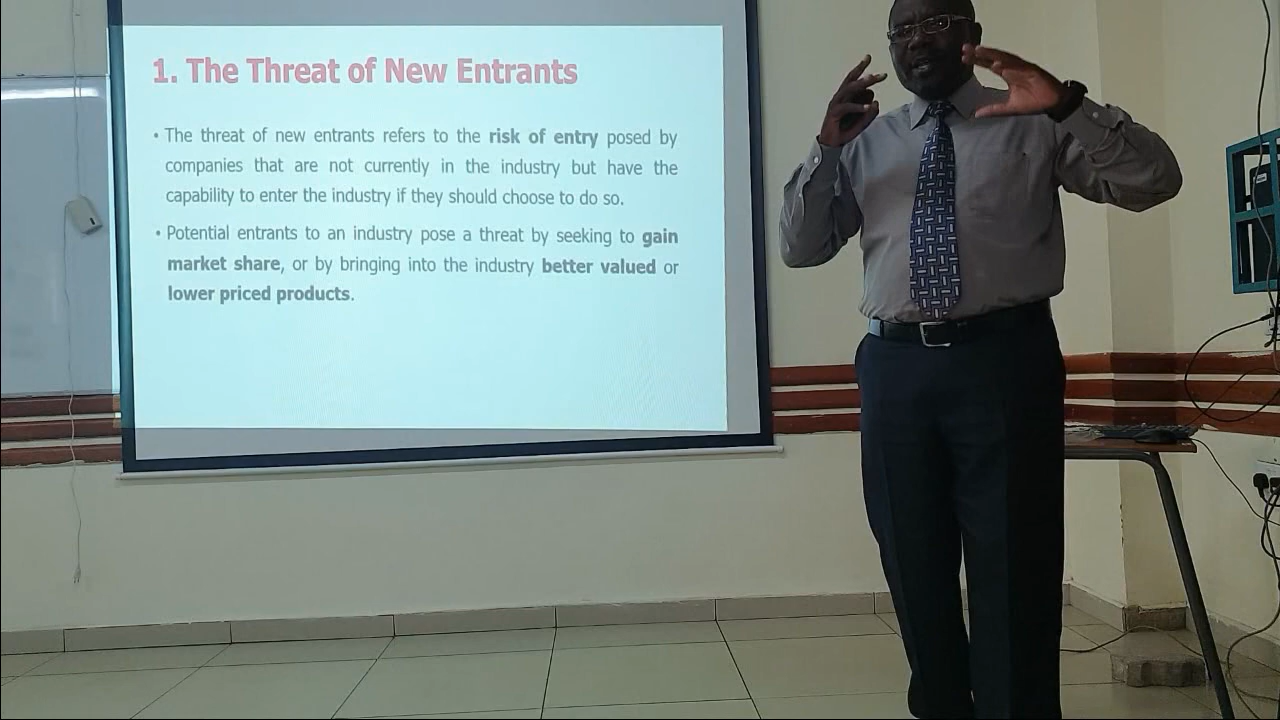 1. The Threat of New Entrants
• The threat of new entrants refers to the risk of entry posed by
companies that are not currently in the industry but have the
capability to enter the industry if they should choose to do so.
• Potential entrants to an industry pose a threat by seeking to gain
market share, or by bringing into the industry better valued or
lower priced products.